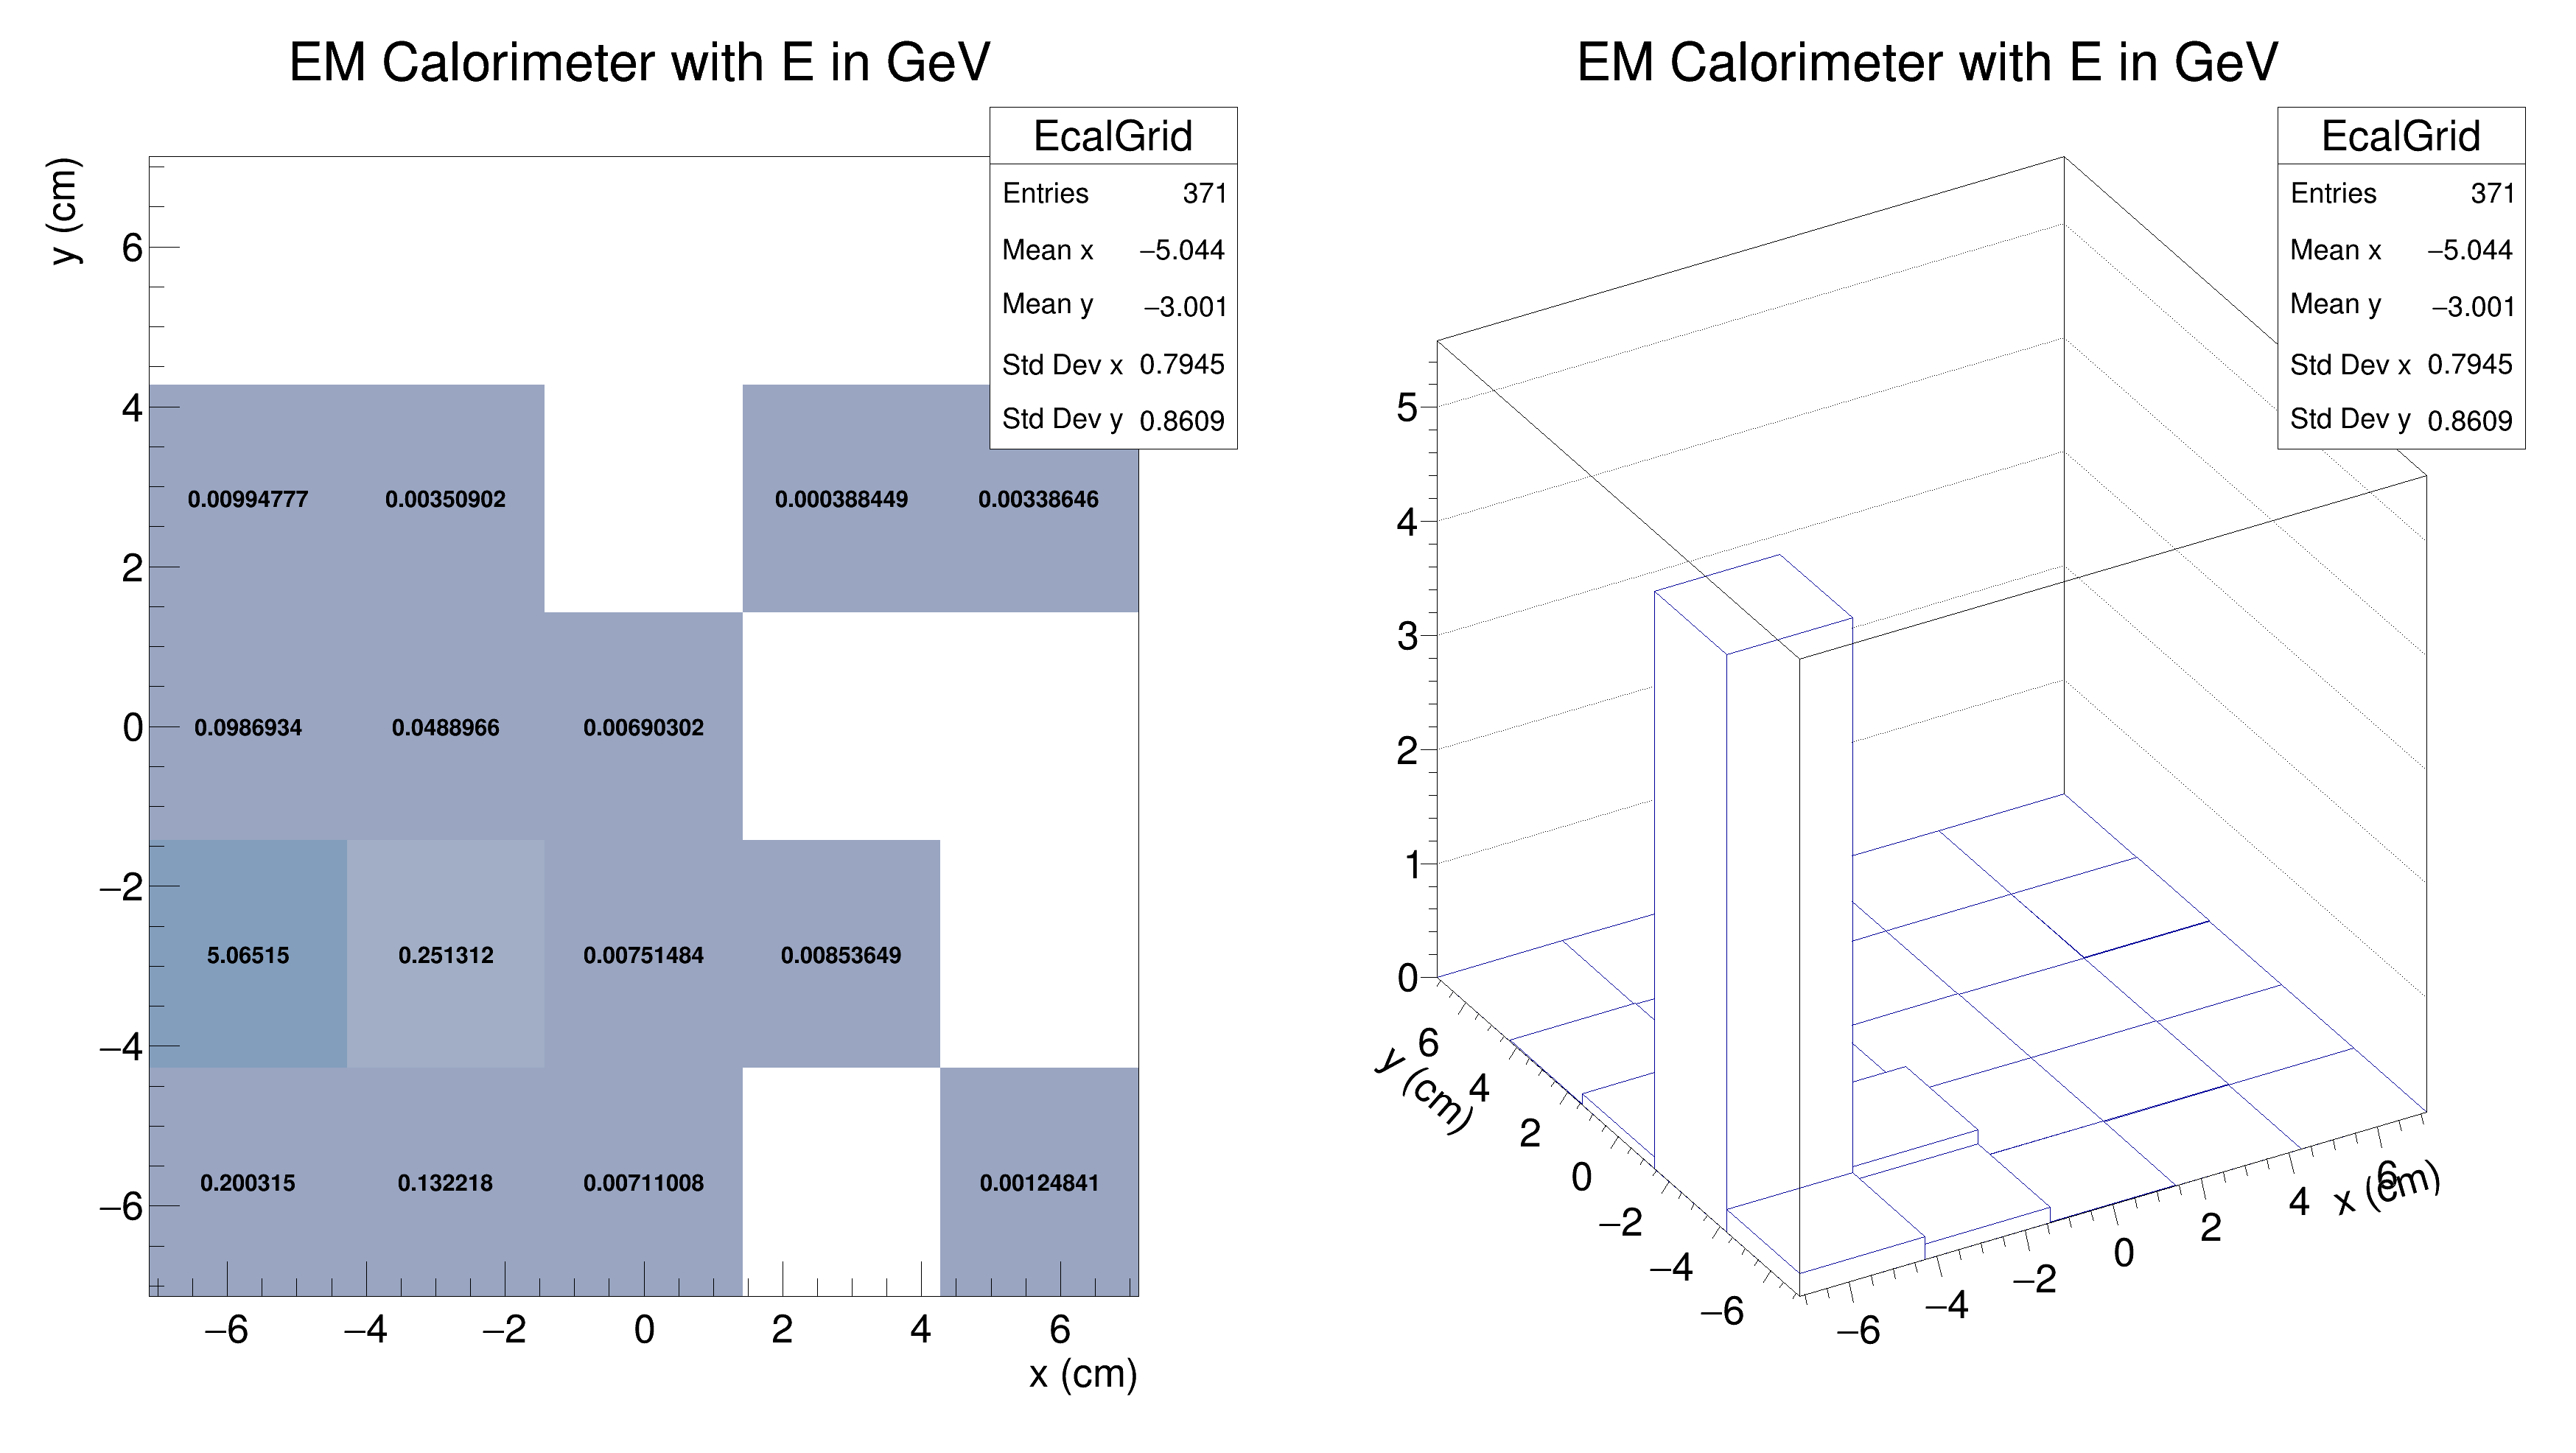 EM Calorimeter with E in GeV
EcalGrid
Entries 371
Mean x −5.044
Mean y −3.001
Std Dev x 0.7945
Std Dev y 0.8609
y (cm)
6
4
2
0
−2
−4
−6
0.00994777 0.00350902 0.000388449 0.00338646
0.0986934 0.0488966 0.00690302
5.06515 0.251312 0.00751484 0.00853649
0.200315 0.132218 0.00711008 0.00124841
−6 −4 −2 0 2 4 6
x (cm)
EM Calorimeter with E in GeV
EcalGrid
Entries 371
Mean x −5.044
Mean y −3.001
Std Dev x 0.7945
Std Dev y 0.8609
5
4
3
2
1
0
y (cm)
6
4
2
0
−2
−4
−6
−6 −4 −2 0 2 4 6
x (cm)